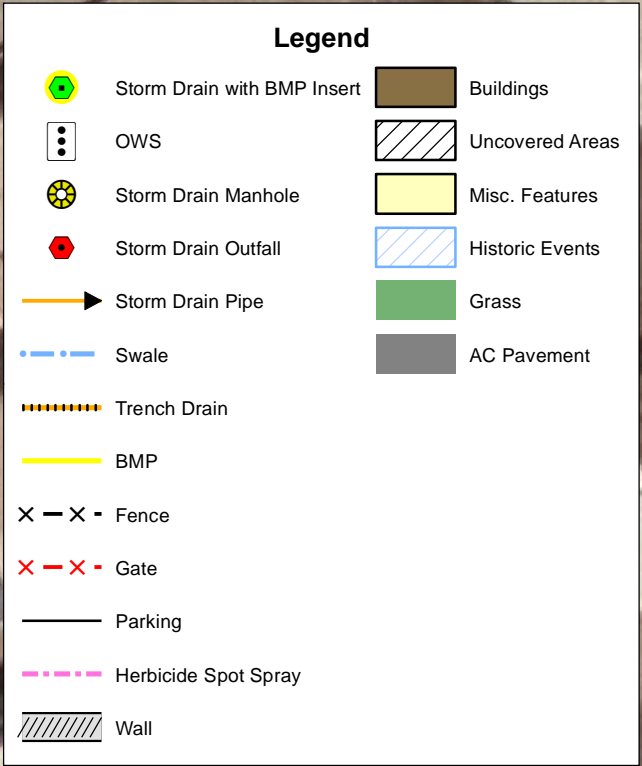 Legend
Storm Drain with BMP Insert
OWS
Storm Drain Manhole
Storm Drain Outfall
Storm Drain Pipe
Swale
Trench Drain
BMP
Fence
Gate
Parking
Herbicide Spot Spray
Wall
Buildings
Uncovered Areas
Misc. Features
Historic Events
Grass
AC Pavement